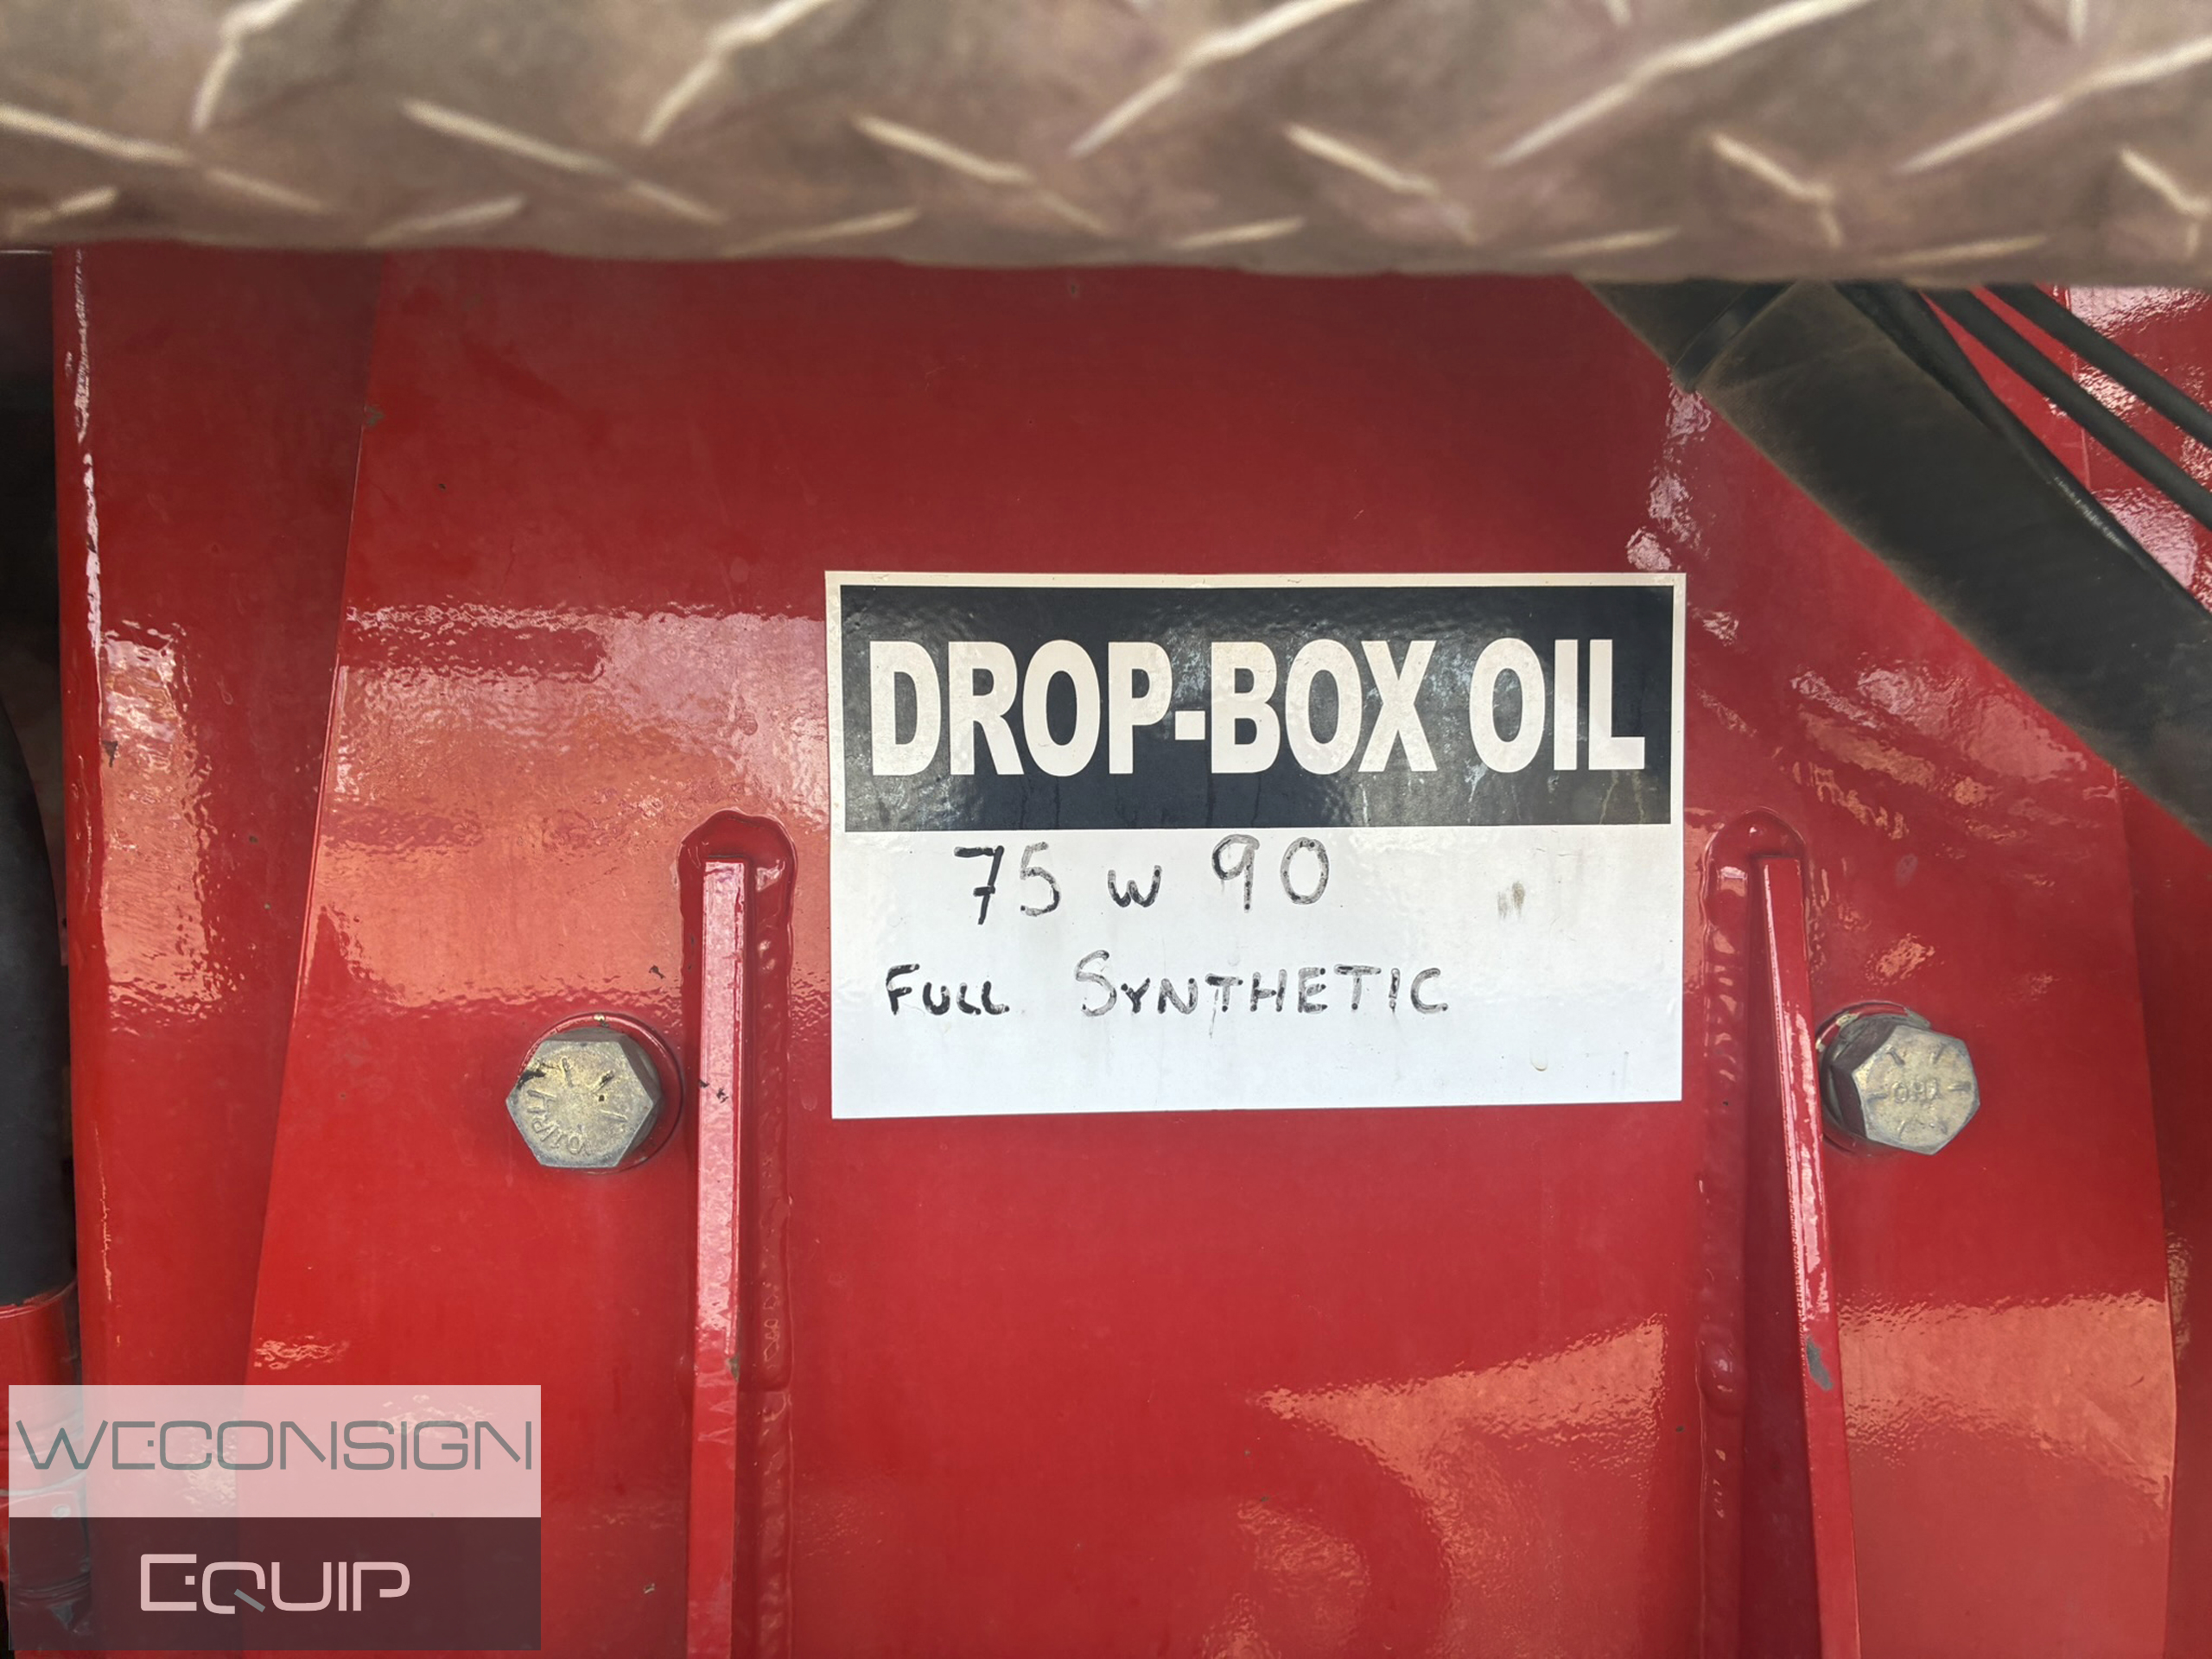 DROP-BOX OIL
75 w 90
FULL SYNTHETIC
WECONSIGN
EQUIP